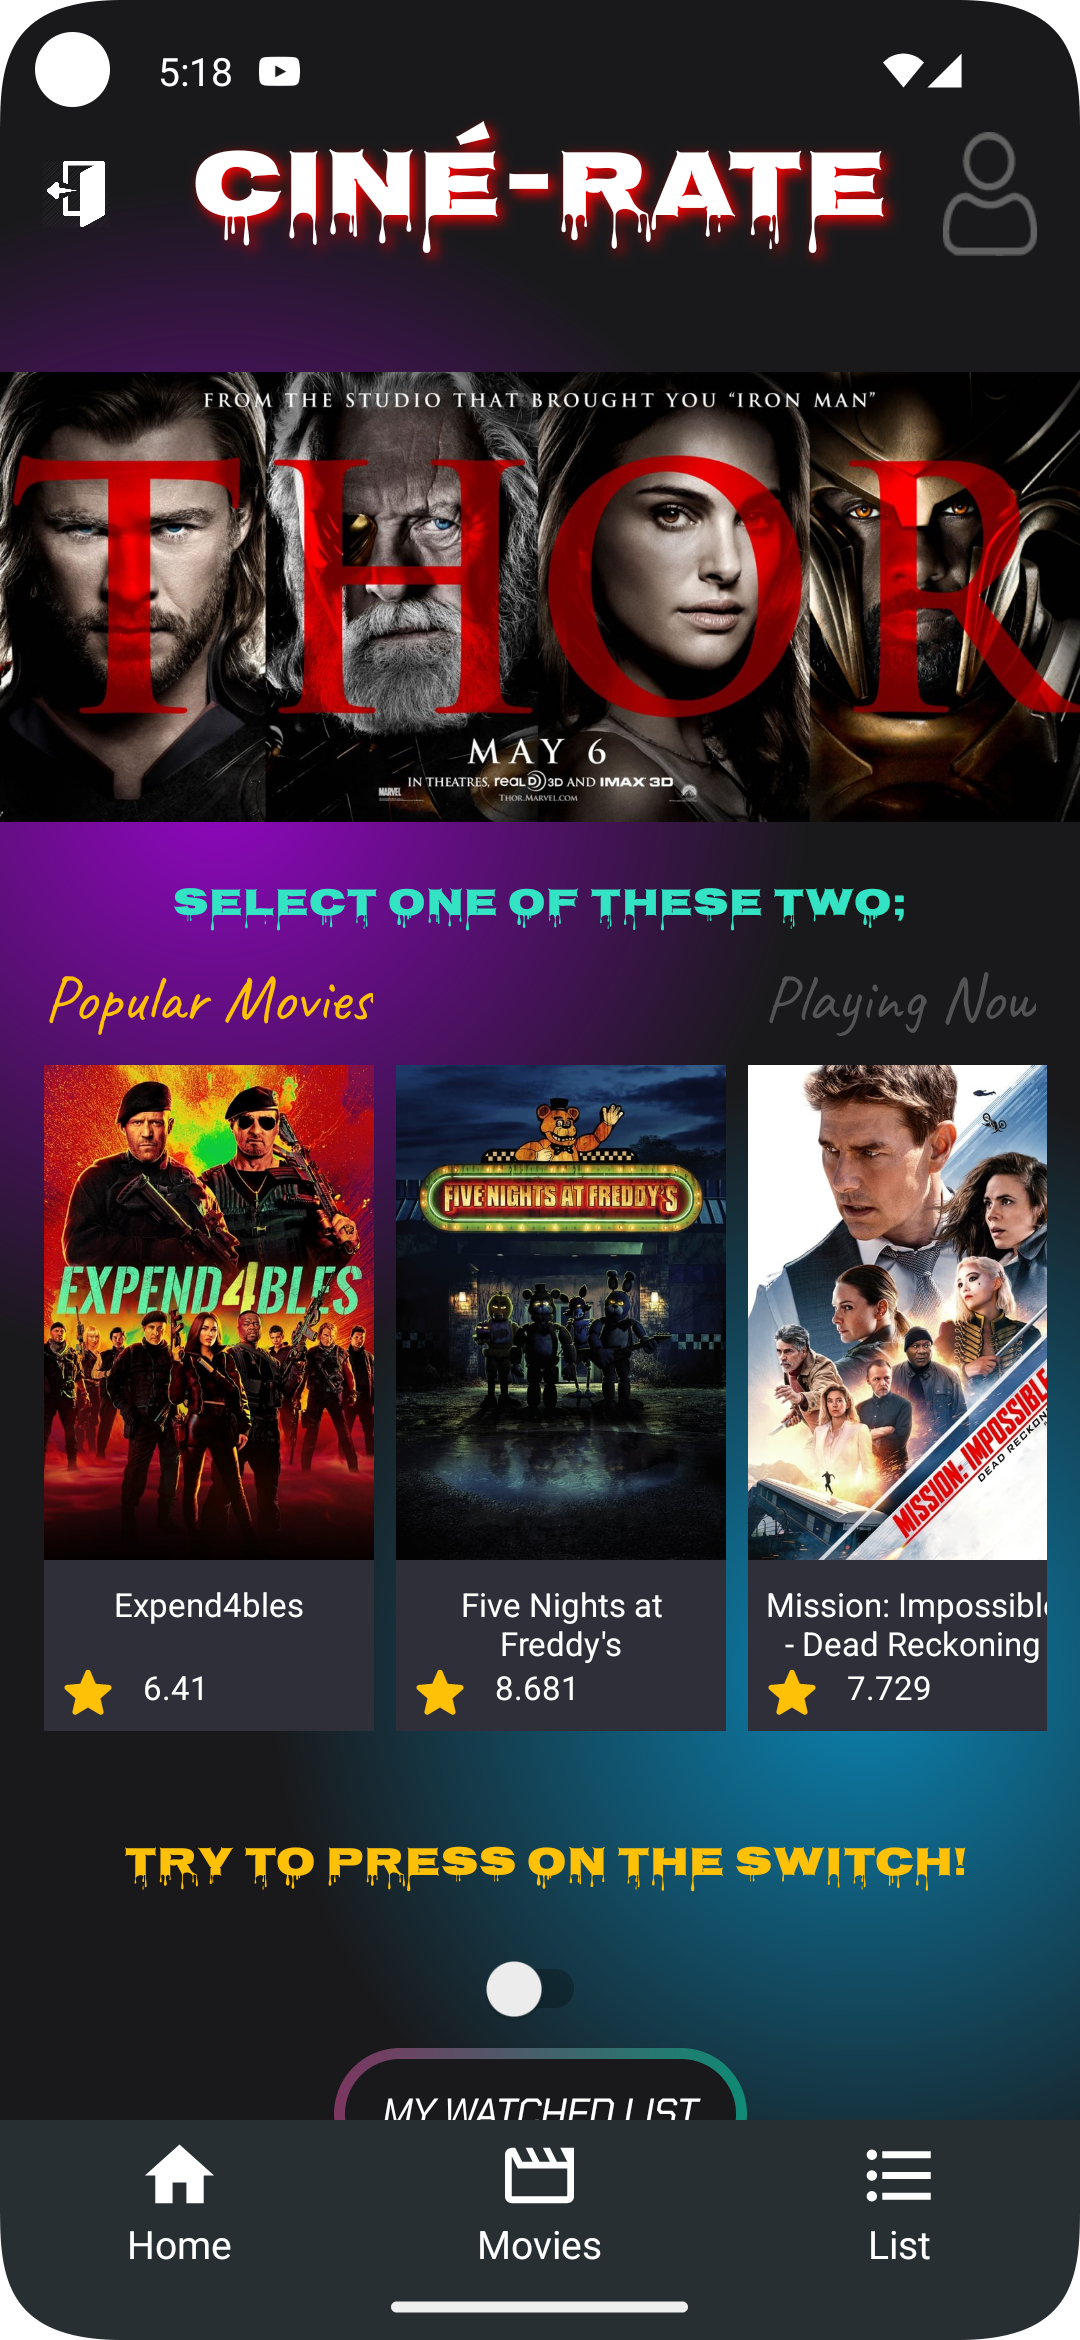 5:18
CINÉ-RATE
FROM THE STUDIO THAT BROUGHT YOU “IRON MAN”
THOR
MAY 6
IN THEATRES, REAL D 3D AND IMAX 3D
MARVEL
THOR.MARVEL.COM
SELECT ONE OF THESE TWO;
Popular Movies
Playing Now
EXPEND4BLES
FIVE NIGHTS AT FREDDY'S
MISSION: IMPOSSIBLE
DEAD RECKON
Expend4bles
6.41
Five Nights at
Freddy's
8.681
Mission: Impossible
- Dead Reckoning
7.729
TRY TO PRESS ON THE SWITCH!
MY WATCHED LIST
Home
Movies
List